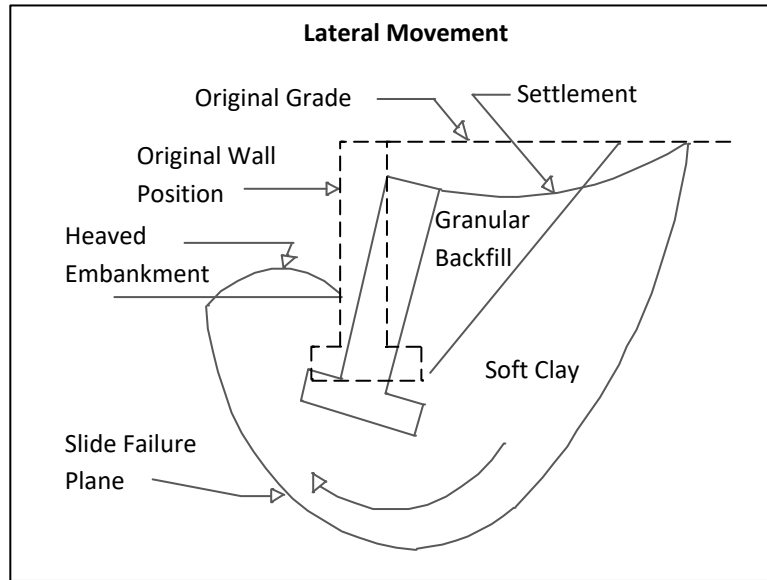 Lateral Movement
Original Grade
Settlement
Original Wall
Position
Heaved
Embankment
Granular
Backfill
Soft Clay
Slide Failure
Plane